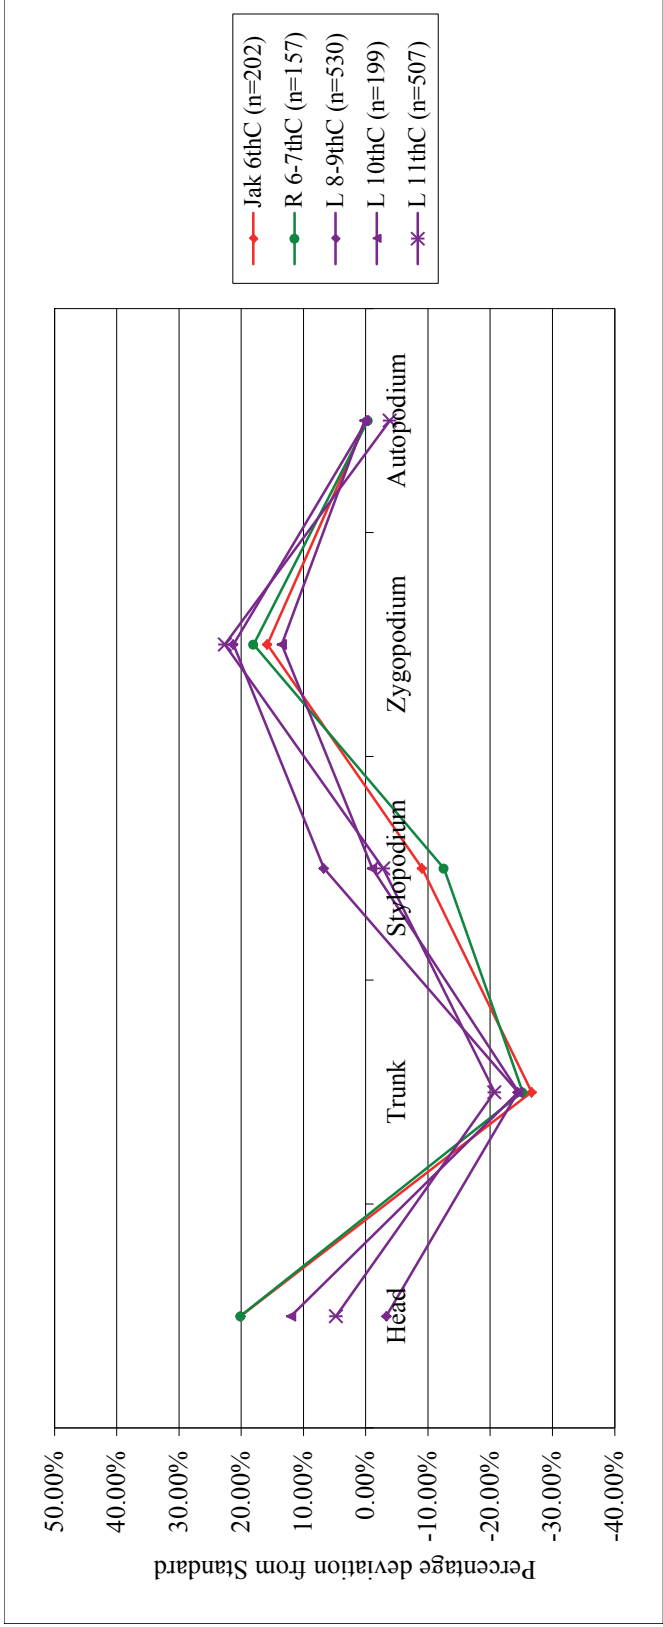 50.00%
40.00%
30.00%
20.00%
10.00%
0.00%
-10.00%
-20.00%
-30.00%
-40.00%
Percentage deviation from Standard
Head
Trunk
Stylopodium
Zygopodium
Autopodium
Jak 6thC (n=202)
R 6-7thC (n=157)
L 8-9thC (n=530)
L 10thC (n=199)
L 11thC (n=507)